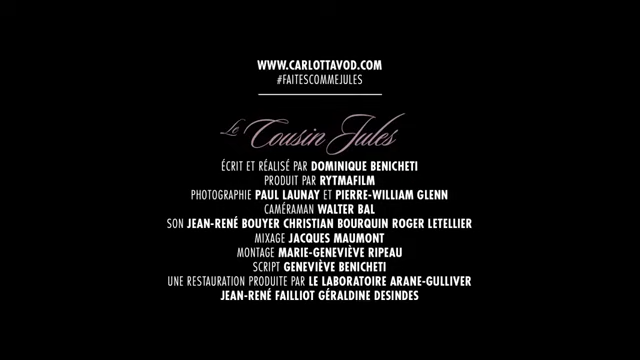 WWW.CARLOTTAVOD.COM
#FAITESCOMMEJULES
Le Cousin Jules
ÉCRIT ET RÉALISÉ PAR DOMINIQUE BENICHETI
PRODUIT PAR RYTMAFILM
PHOTOGRAPHIE PAUL LAUNAY ET PIERRE-WILLIAM GLENN
CAMÉRAMAN WALTER BAL
SON JEAN-RENÉ BOUYER CHRISTIAN BOURQUIN ROGER LETELLIER
MIXAGE JACQUES MAUMONT
MONTAGE MARIE-GENEVIÈVE RIPEAU
SCRIPT GENEVIÈVE BENICHETI
UNE RESTAURATION PRODUITE PAR LE LABORATOIRE ARANE-GULLIVER
JEAN-RENÉ FAILLIOT GÉRALDINE DESINDES